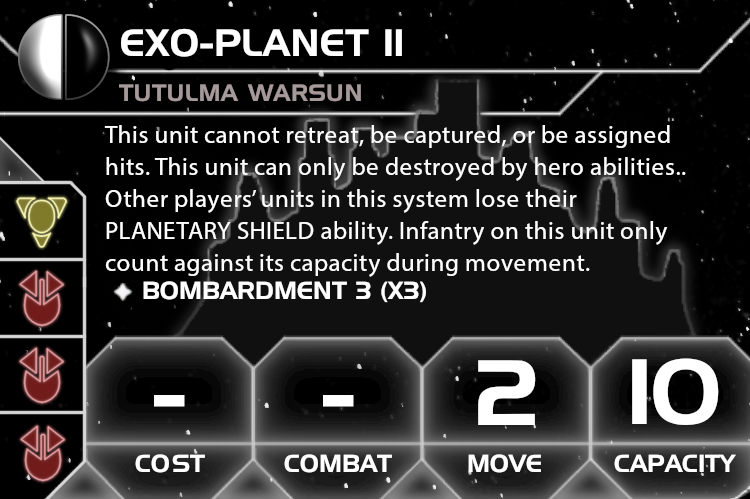 EXO-PLANET II
TUTULMA WARSUN
This unit cannot retreat, be captured, or be assigned
hits. This unit can only be destroyed by hero abilities..
Other players' units in this system lose their
PLANETARY SHIELD ability. Infantry on this unit only
count against its capacity during movement.
BOMBARDMENT 3 (X3)
- - 2 10
COST COMBAT MOVE CAPACITY